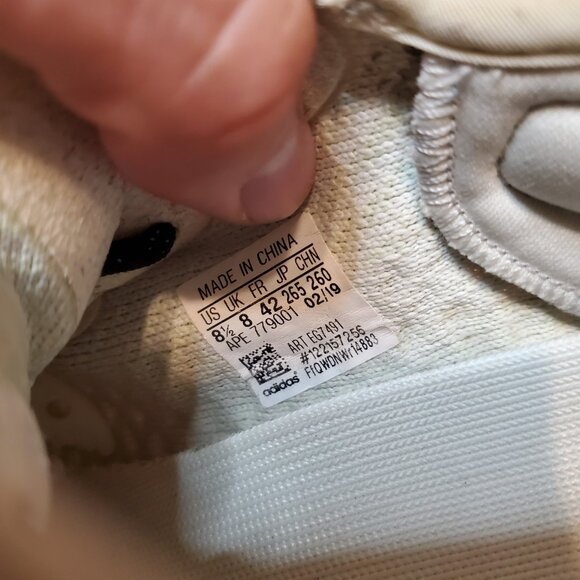 MADE IN CHINA
US UK FR JP CHN
8½ 8 42 265 260
APE 779001 02/19
ART EG7491
#122157256
adidas